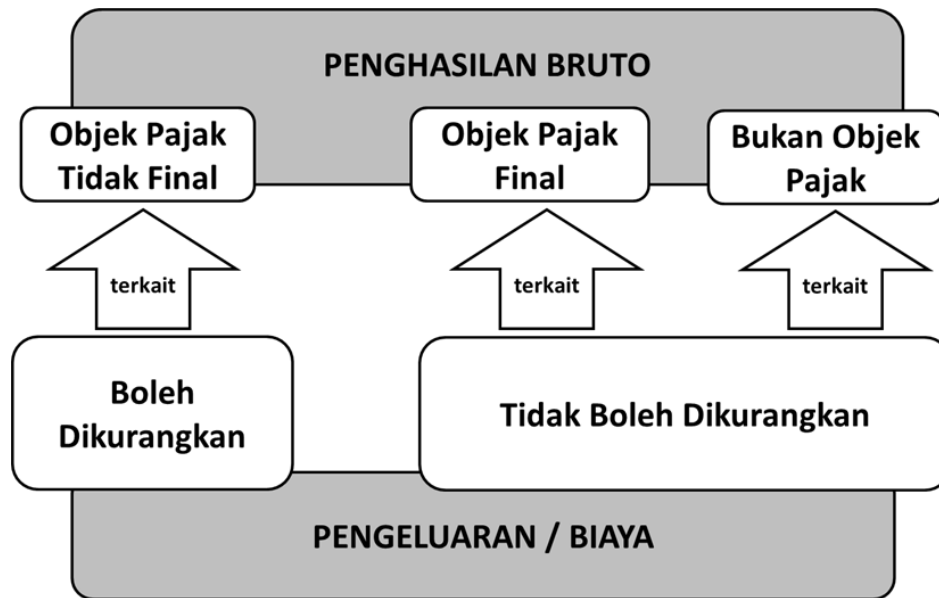 PENGHASILAN BRUTO
Objek Pajak
Tidak Final
Objek Pajak
Final
Bukan Objek
Pajak
terkait
terkait
terkait
Boleh
Dikurangkan
Tidak Boleh Dikurangkan
PENGELUARAN / BIAYA